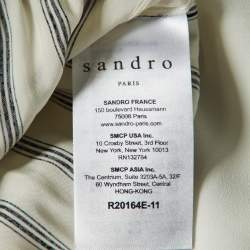 sandro
PARIS
SANDRO FRANCE
150 boulevard Haussmann
75008 Paris
www.sandro-paris.com
SMCP USA Inc.
10 Crosby Street, 3rd Floor
New York, NY 10013
RN132784
SMCP ASIA Inc.
The Centrum, Suite 3203A-5A, 32/F
60 Wyndham Street, Central
HONG-KONG
R20164E-11